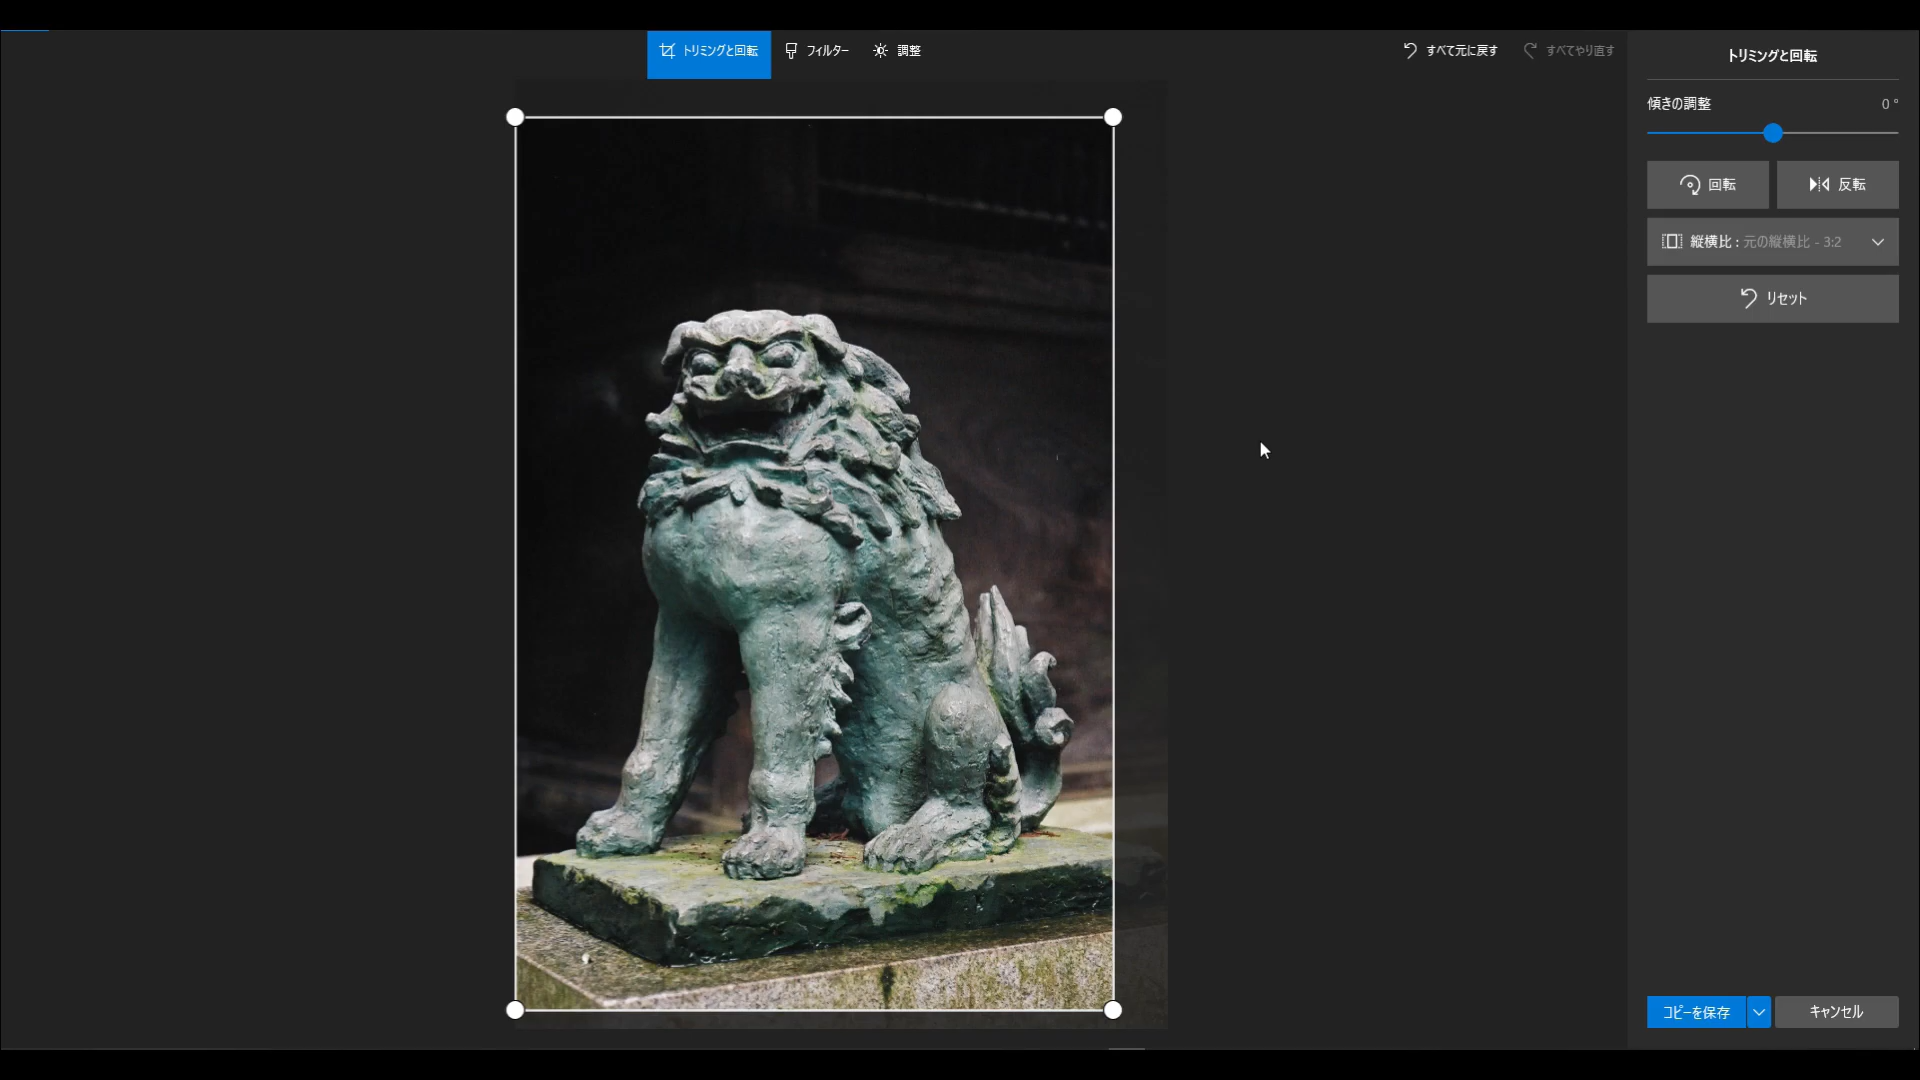 トリミングと回転
フィルター
調整
すべて元に戻す
すべてやり直す
トリミングと回転
傾きの調整
0 °
回転
反転
縦横比 : 元の縦横比 - 3:2
リセット
コピーを保存
キャンセル